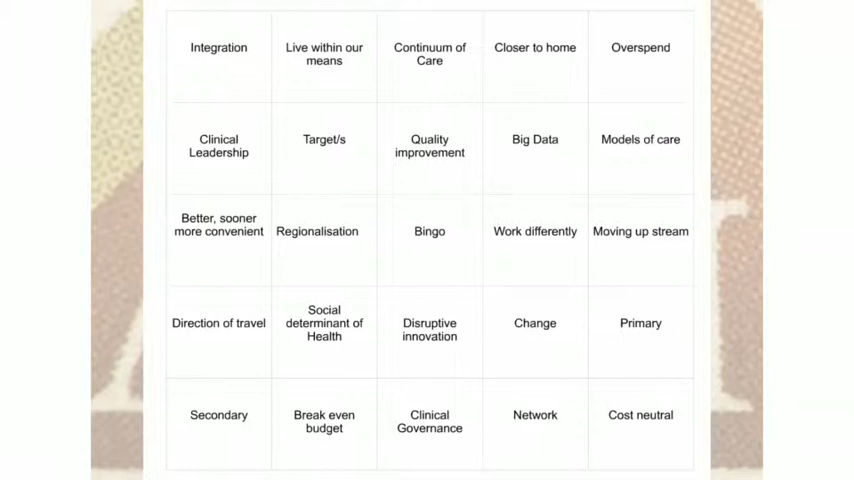 Integration
Live within our
means
Continuum of
Care
Closer to home
Overspend
Clinical
Leadership
Target/s
Quality
improvement
Big Data
Models of care
Better, sooner
more convenient
Regionalisation
Bingo
Work differently
Moving up stream
Direction of travel
Social
determinant of
Health
Disruptive
innovation
Change
Primary
Secondary
Break even
budget
Clinical
Governance
Network
Cost neutral